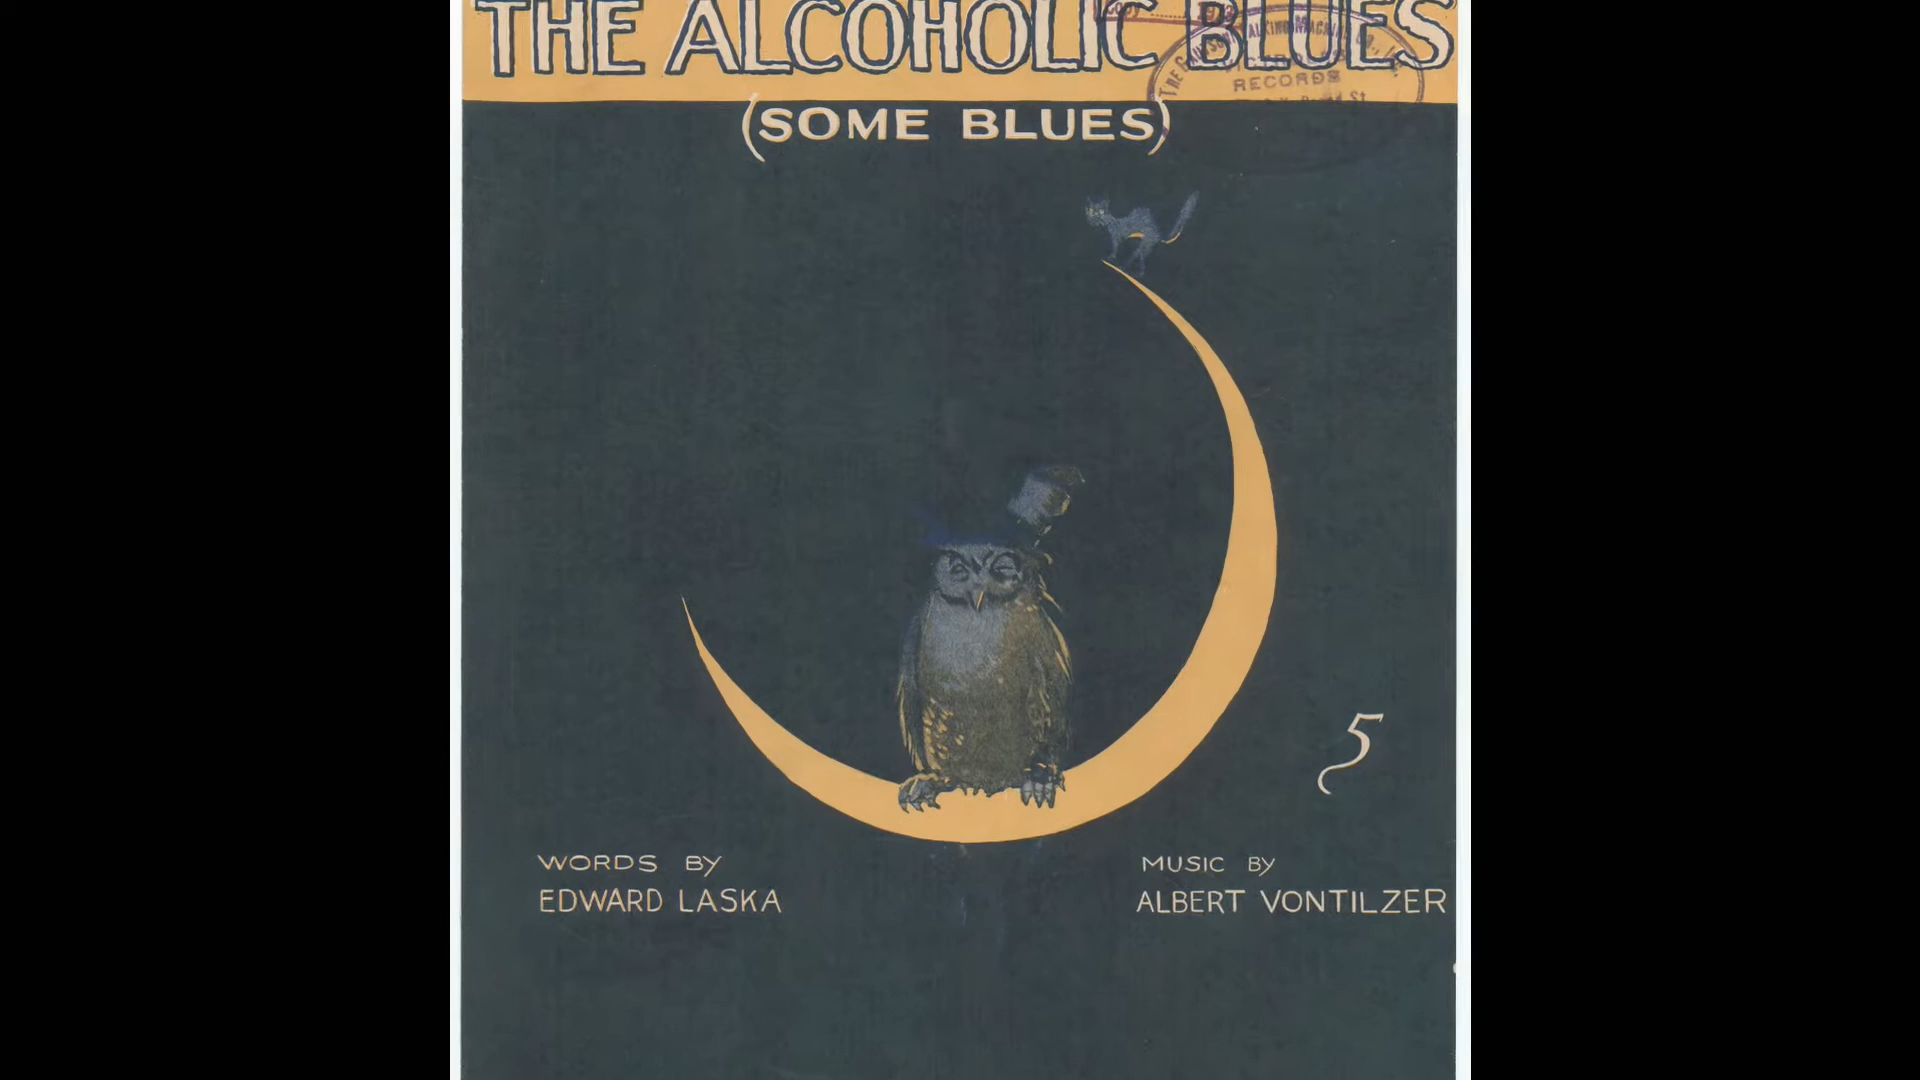 THE ALCOHOLIC BLUES
(SOME BLUES)
RECORDS
5
WORDS BY
EDWARD LASKA
MUSIC BY
ALBERT VONTILZER